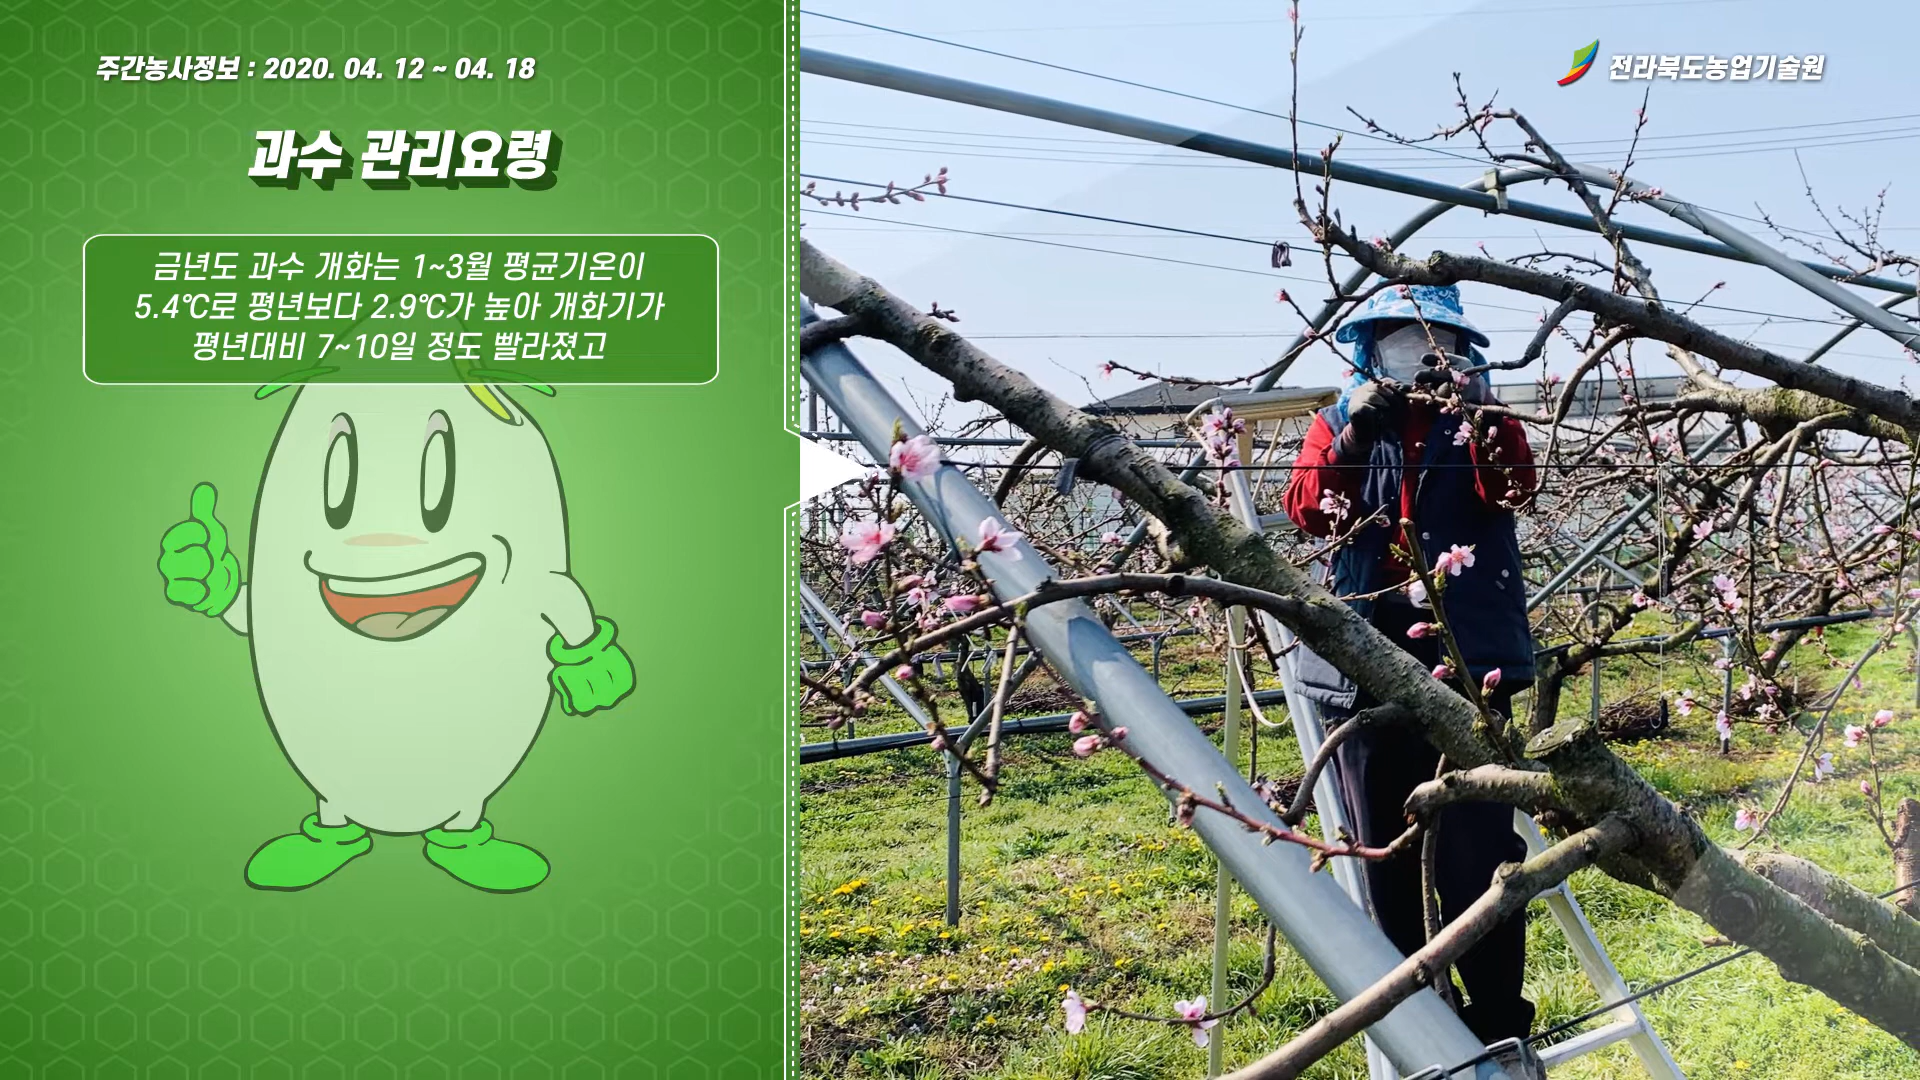 주간농사정보 : 2020. 04. 12 ~ 04. 18
전라북도농업기술원
과수 관리요령
금년도 과수 개화는 1~3월 평균기온이
5.4℃로 평년보다 2.9℃가 높아 개화기가
평년대비 7~10일 정도 빨라졌고